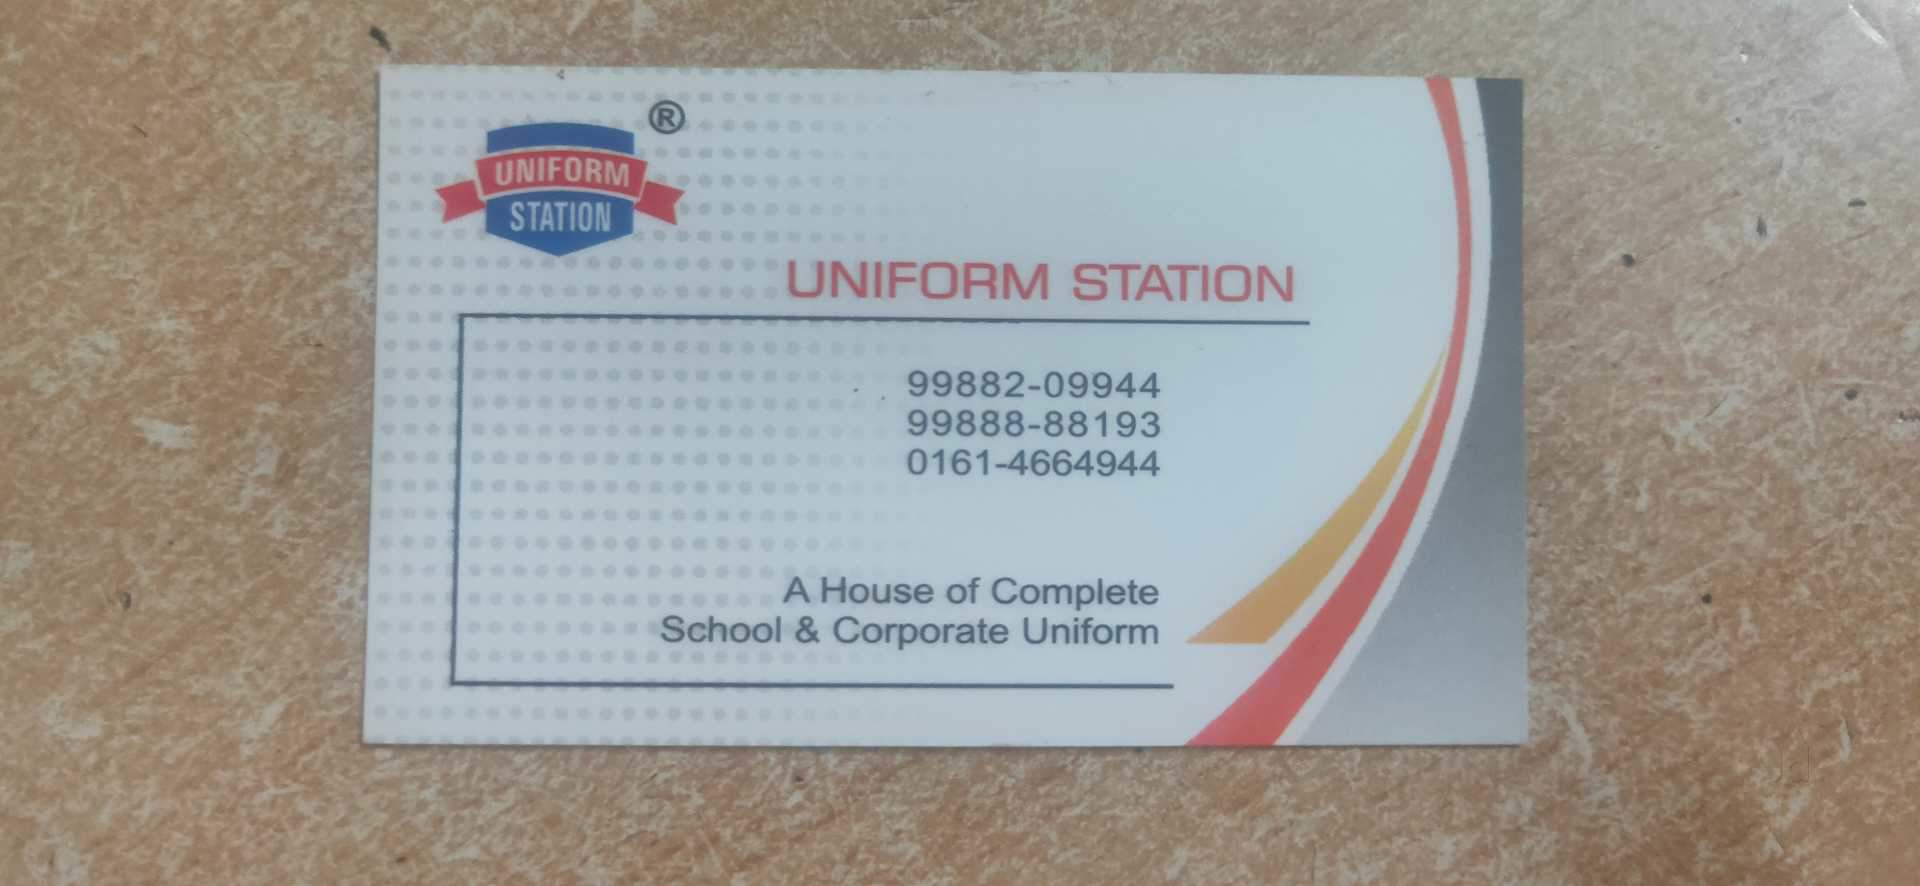 ®
UNIFORM
STATION
UNIFORM STATION
99882-09944
99888-88193
0161-4664944
A House of Complete
School & Corporate Uniform